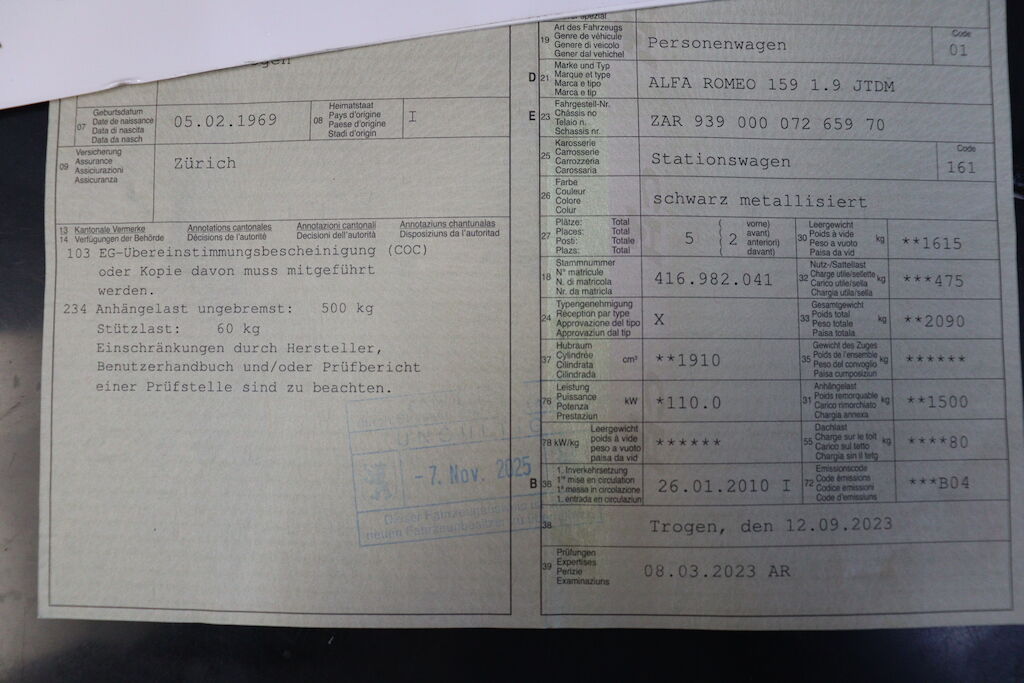 Geburtsdatum
Date de naissance
Data di nascita
Data da nasch
07
05.02.1969
08
Heimatstaat
Pays d'origine
Paese d'origine
Stadi d'origin
I
09
Versicherung
Assurance
Assicurazioni
Assicuranza
Zürich
13 Kantonale Vermerke Annotations cantonales Annotazioni cantonali Annotaziuns chantunalas
14 Verfügungen der Behörde Décisions de l'autorité Decisioni dell'autorità Disposiziuns da l'autoritad
103 EG-Übereinstimmungsbescheinigung (COC)
oder Kopie davon muss mitgeführt
werden.
234 Anhängelast ungebremst: 500 kg
Stützlast: 60 kg
Einschränkungen durch Hersteller,
Benutzerhandbuch und/oder Prüfbericht
einer Prüfstelle sind zu beachten.
UNGÜLTIG
- 7. Nov. 2025
Dieser Fahrzeugausweis
neuen Fahrzeugbesitzer zu
19
Art des Fahrzeugs
Genre de véhicule
Genere di veicolo
Gener dal vehichel
Personenwagen
Code
01
D 21
Marke und Typ
Marque et type
Marca e tipo
Marca e tip
ALFA ROMEO 159 1.9 JTDM
E 23
Fahrgestell-Nr.
Châssis no
Telaio n.
Schassis nr.
ZAR 939 000 072 659 70
25
Karosserie
Carrosserie
Carrozzeria
Carossaria
Stationswagen
Code
161
26
Farbe
Couleur
Colore
Colur
schwarz metallisiert
27
Plätze: Total
Places: Total
Posti: Totale
Plazs: Total
5
( 2
vorne)
avant)
anteriori)
davant)
30
Leergewicht
Poids à vide
Peso a vuoto
Paisa da vid
kg
**1615
18
Stammnummer
N° matricule
N. di matricola
Nr. da matricla
416.982.041
32
Nutz-/Sattellast
Charge utile/sellette
Carico utile/sella
Chargia utila/sella
kg
***475
24
Typengenehmigung
Réception par type
Approvazione del tipo
Approvaziun dal tip
X
33
Gesamtgewicht
Poids total
Peso totale
Paisa totala
kg
**2090
37
Hubraum
Cylindrée
Cilindrata
Cilindrada
cm³
**1910
35
Gewicht des Zuges
Poids de l'ensemble
Peso del convoglio
Paisa cumposiziun
kg
******
76
Leistung
Puissance
Potenza
Prestaziun
kW
*110.0
31
Anhängelast
Poids remorquable
Carico rimorchiato
Chargia annexa
kg
**1500
78 kW/kg
Leergewicht
poids à vide
peso a vuoto
paisa da vid
******
55
Dachlast
Charge sur le toit
Carico sul tetto
Chargia sin il tetg
kg
****80
B 36
1. Inverkehrsetzung
1re mise en circulation
1a messa in circolazione
1. entrada en circulaziun
26.01.2010 I
72
Emissionscode
Code émissions
Codice emissioni
Code d'emissiuns
***B04
38
Trogen, den 12.09.2023
39
Prüfungen
Expertises
Perizie
Examinaziuns
08.03.2023 AR